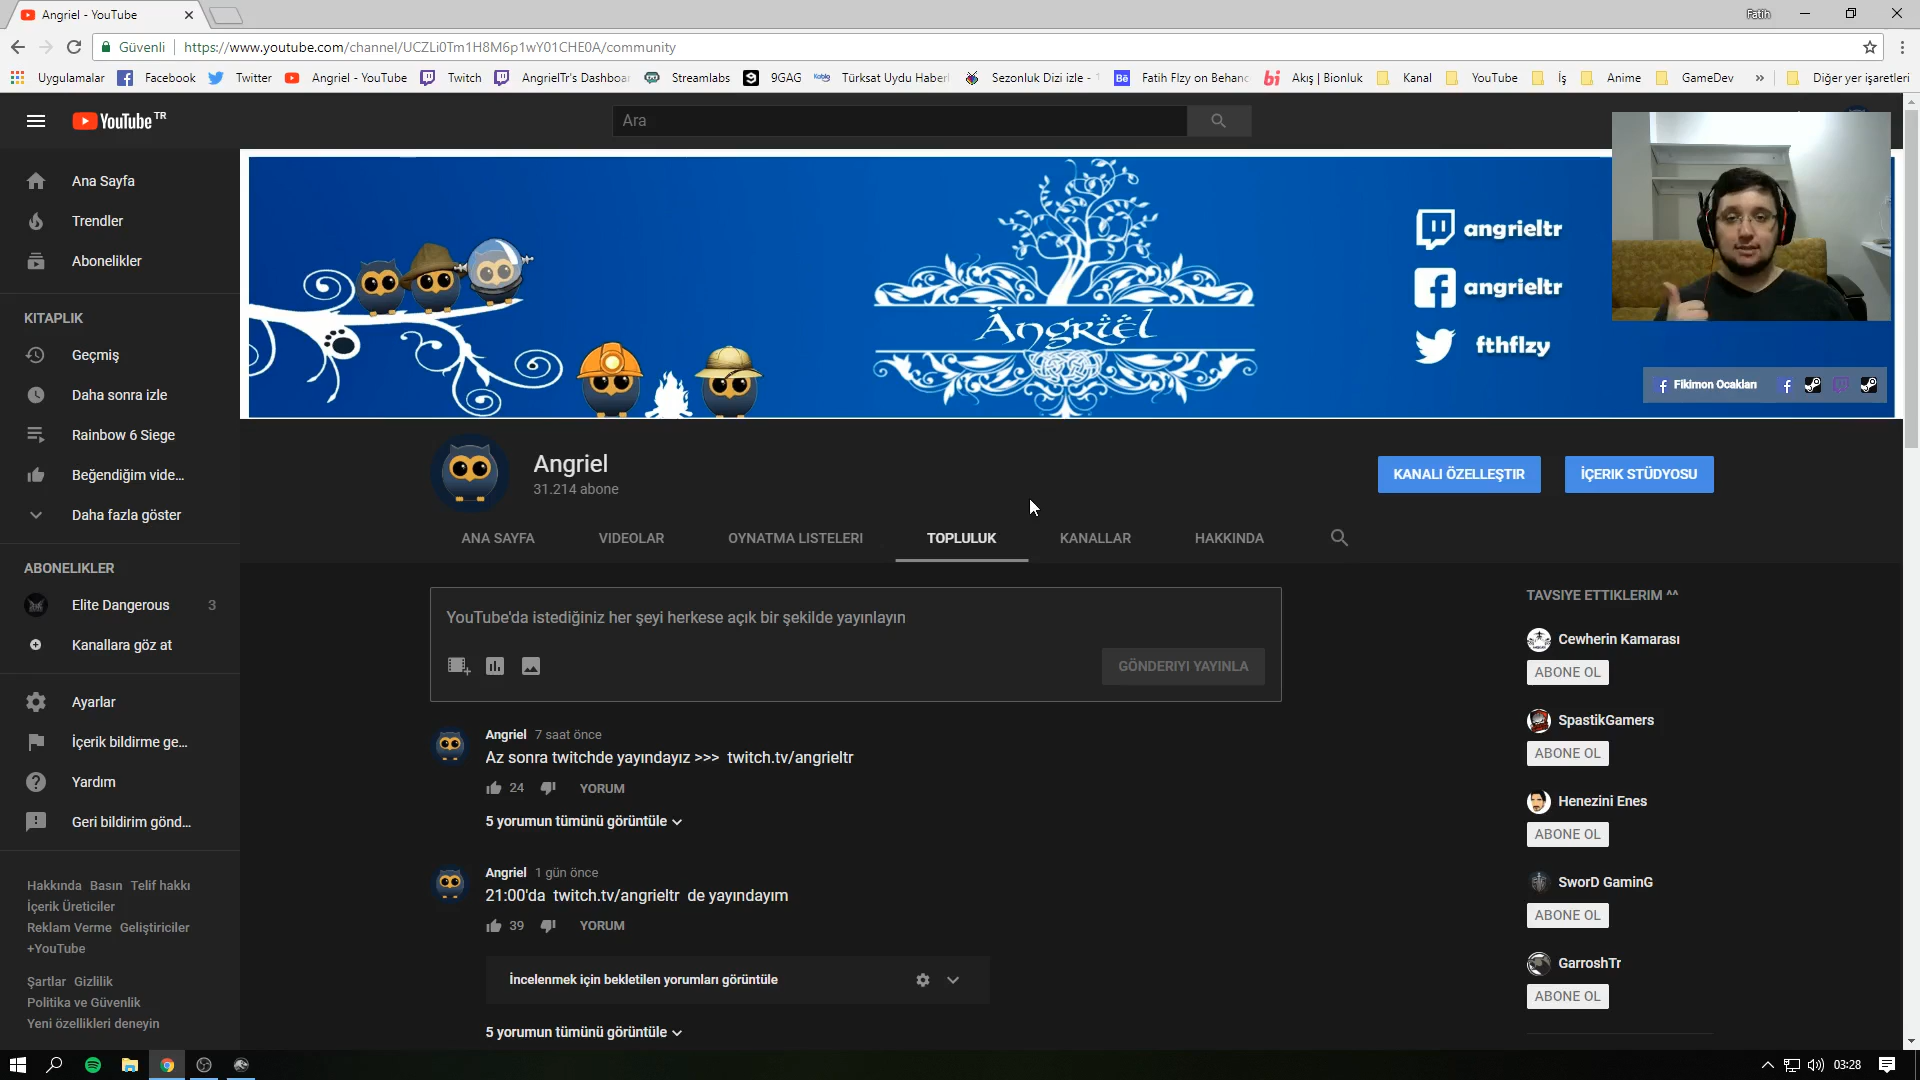 Angriel - YouTube
Fatih
Güvenli
https://www.youtube.com/channel/UCZLi0Tm1H8M6p1wY01CHE0A/community
Uygulamalar Facebook Twitter Angriel - YouTube Twitch AngrielTr's Dashboar Streamlabs 9GAG Türksat Uydu Haberl Sezonluk Dizi izle - Fatih Flzy on Behanc Akış | Bionluk Kanal YouTube İş Anime GameDev » Diğer yer işaretleri
YouTube TR
Ara
Ana Sayfa
Trendler
Abonelikler
KITAPLIK
Geçmiş
Daha sonra izle
Rainbow 6 Siege
Beğendiğim vide...
Daha fazla göster
ABONELIKLER
Elite Dangerous 3
Kanallara göz at
Ayarlar
İçerik bildirme ge...
Yardım
Geri bildirim gönd...
Hakkında Basın Telif hakkı
İçerik Üreticiler
Reklam Verme Geliştiriciler
+YouTube
Şartlar Gizlilik
Politika ve Güvenlik
Yeni özellikleri deneyin
Angriel
angrieltr
angrieltr
fthflzy
Fikimon Ocakları
Angriel
31.214 abone
KANALI ÖZELLEŞTIR
İÇERIK STÜDYOSU
ANA SAYFA VIDEOLAR OYNATMA LISTELERI TOPLULUK KANALLAR HAKKINDA
YouTube'da istediğiniz her şeyi herkese açık bir şekilde yayınlayın
GÖNDERIYI YAYINLA
Angriel 7 saat önce
Az sonra twitchde yayındayız >>> twitch.tv/angrieltr
24 YORUM
5 yorumun tümünü görüntüle
Angriel 1 gün önce
21:00'da twitch.tv/angrieltr de yayındayım
39 YORUM
İncelenmek için bekletilen yorumları görüntüle
5 yorumun tümünü görüntüle
TAVSIYE ETTIKLERIM ^^
Cewherin Kamarası
ABONE OL
SpastikGamers
ABONE OL
Henezini Enes
ABONE OL
SworD GaminG
ABONE OL
GarroshTr
ABONE OL
03:28